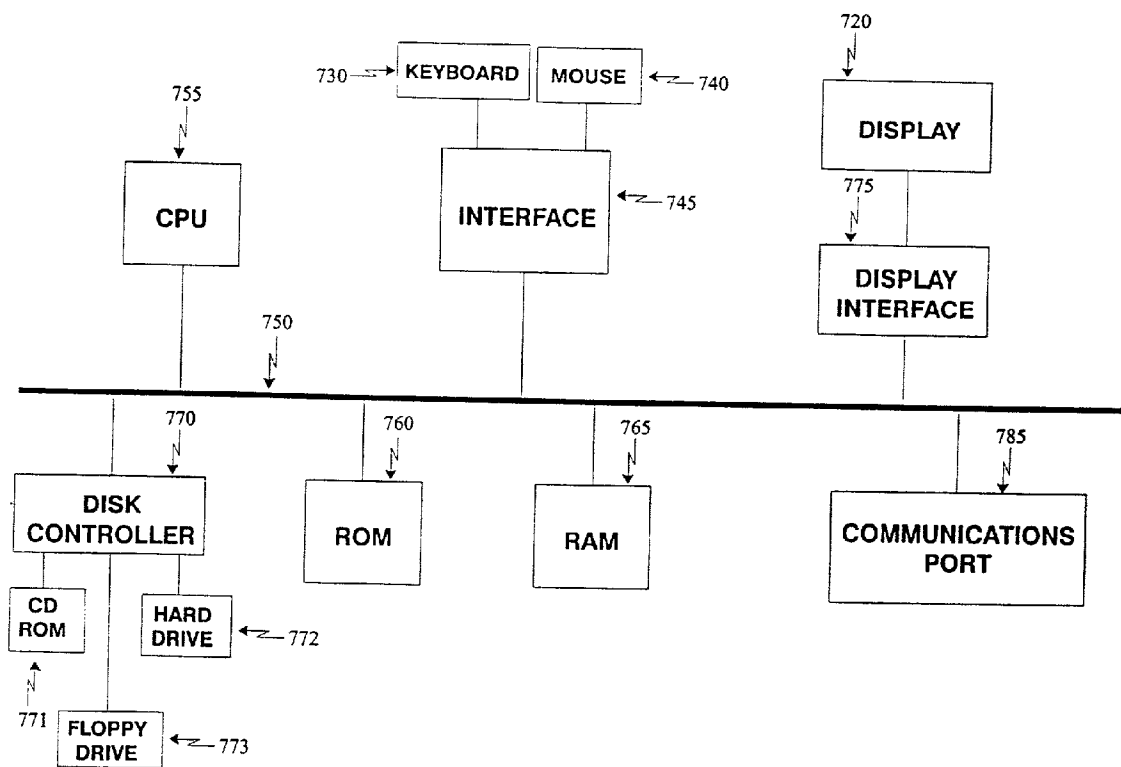 720
730 KEYBOARD MOUSE 740
755
DISPLAY
775
CPU
INTERFACE
745
DISPLAY
INTERFACE
750
770
760
765
785
DISK
CONTROLLER
ROM
RAM
COMMUNICATIONS
PORT
CD
ROM
HARD
DRIVE
772
771
FLOPPY
DRIVE
773